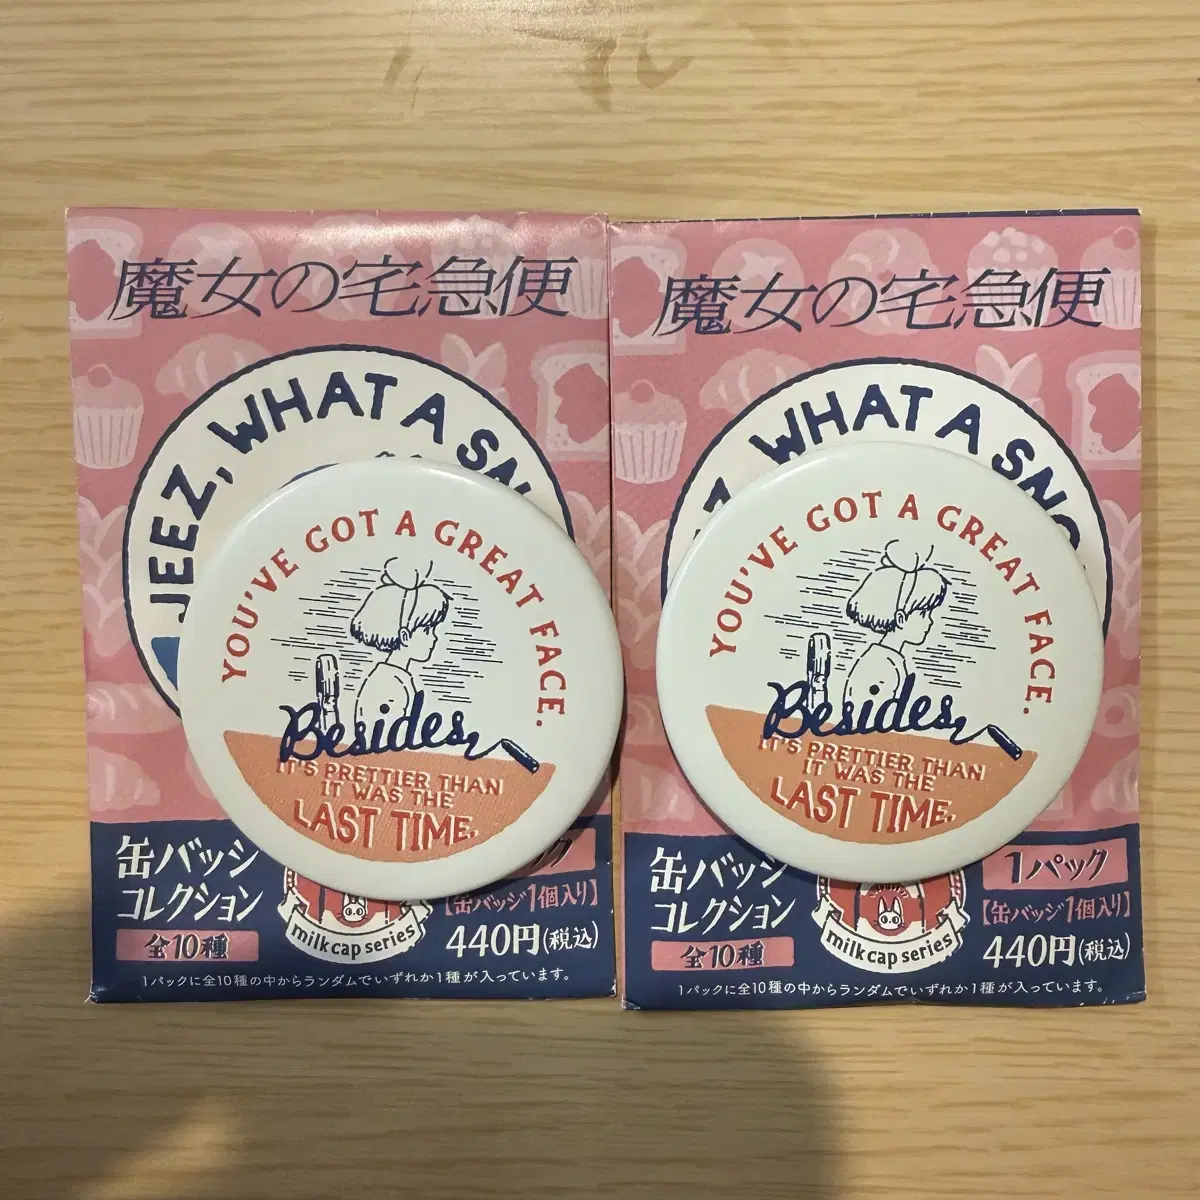 魔女の宅急便
JEEZ, WHAT A
YOU'VE GOT A GREAT FACE.
Besides,
IT'S PRETTIER THAN
IT WAS THE
LAST TIME.
缶バッジ
コレクション
全10種
milk cap series
【缶バッジ1個入り】
440円(税込)
1パックに全10種の中からランダムでいずれか1種が入っています。
魔女の宅急便
WHAT A
YOU'VE GOT A GREAT FACE.
Besides,
IT'S PRETTIER THAN
IT WAS THE
LAST TIME.
缶バッジ
コレクション
全10種
milk cap series
1パック
【缶バッジ1個入り】
440円(税込)
1パックに全10種の中からランダムでいずれか1種が入っています。